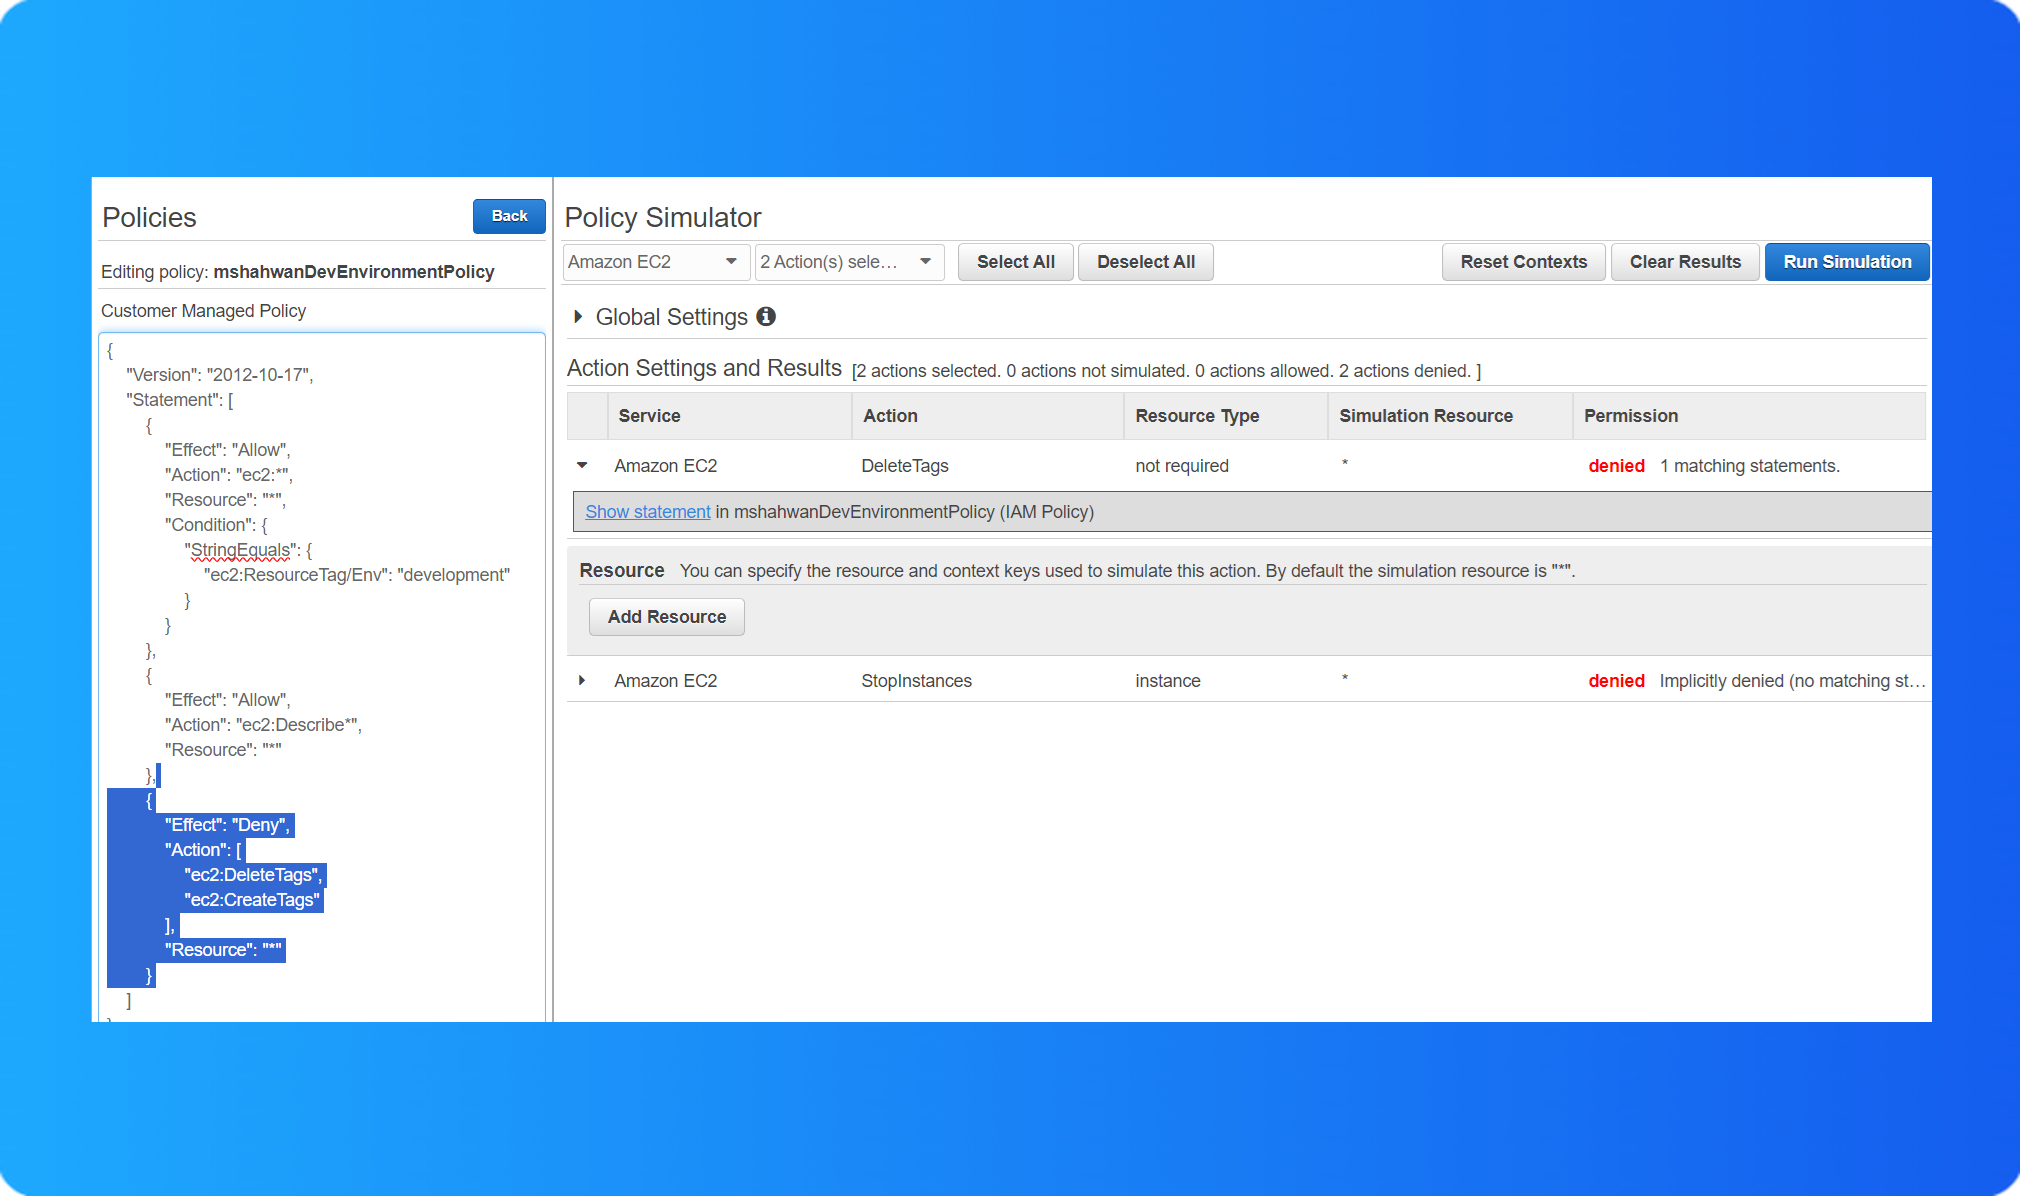 Policies
Back
Editing policy: mshahwanDevEnvironmentPolicy
Customer Managed Policy
{
"Version": "2012-10-17",
"Statement": [
{
"Effect": "Allow",
"Action": "ec2:*",
"Resource": "*",
"Condition": {
"StringEquals": {
"ec2:ResourceTag/Env": "development"
}
}
},
{
"Effect": "Allow",
"Action": "ec2:Describe*",
"Resource": "*"
},
{
"Effect": "Deny",
"Action": [
"ec2:DeleteTags",
"ec2:CreateTags"
],
"Resource": "*"
}
]
Policy Simulator
Amazon EC2 2 Action(s) sele... Select All Deselect All Reset Contexts Clear Results Run Simulation
Global Settings
Action Settings and Results [2 actions selected. 0 actions not simulated. 0 actions allowed. 2 actions denied. ]
Service Action Resource Type Simulation Resource Permission
Amazon EC2 DeleteTags not required * denied 1 matching statements.
Show statement in mshahwanDevEnvironmentPolicy (IAM Policy)
Resource You can specify the resource and context keys used to simulate this action. By default the simulation resource is "*".
Add Resource
Amazon EC2 StopInstances instance * denied Implicitly denied (no matching st...